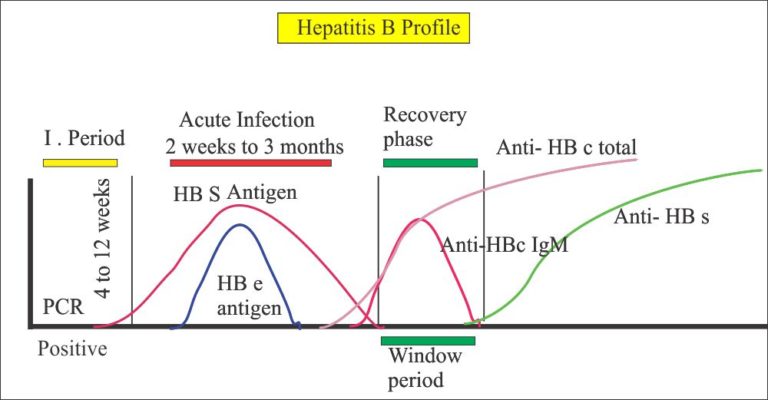 Hepatitis B Profile
I . Period
Acute Infection
2 weeks to 3 months
Recovery
phase
Anti- HB c total
4 to 12 weeks
HB S Antigen
Anti- HB s
Anti-HBc IgM
HB e
antigen
PCR
Positive
Window
period